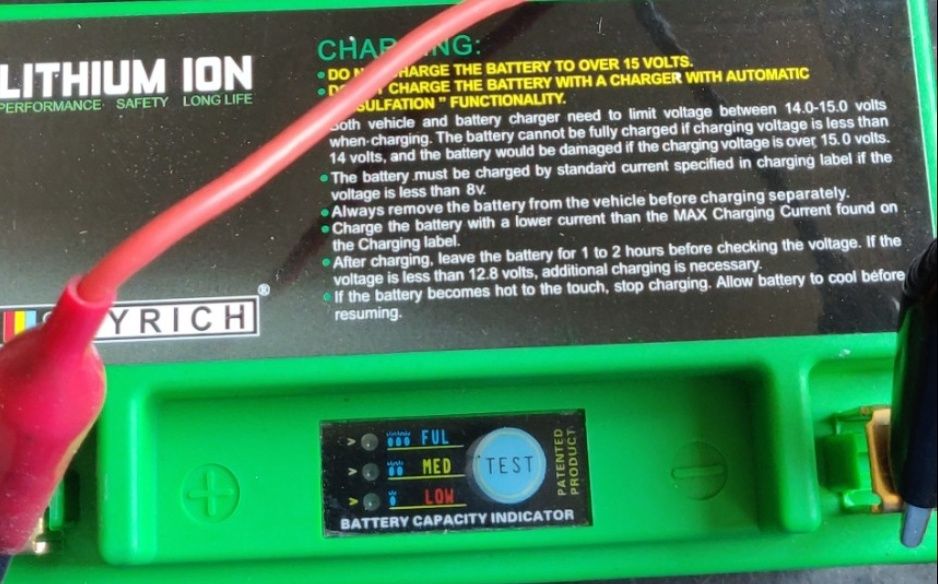 LITHIUM ION
PERFORMANCE SAFETY LONG LIFE
CHARGING:
DO NOT CHARGE THE BATTERY TO OVER 15 VOLTS.
CHARGE THE BATTERY WITH A CHARGER WITH AUTOMATIC
SULFATION " FUNCTIONALITY.
Both vehicle and battery charger need to limit voltage between 14.0-15.0 volts
when charging. The battery cannot be fully charged if charging voltage is less than
14 volts, and the battery would be damaged if the charging voltage is over 15.0 volts.
The battery must be charged by standard current specified in charging label if the
voltage is less than 8v.
Always remove the battery from the vehicle before charging separately.
Charge the battery with a lower current than the MAX Charging Current found on
the Charging label.
After charging, leave the battery for 1 to 2 hours before checking the voltage. If the
voltage is less than 12.8 volts, additional charging is necessary.
If the battery becomes hot to the touch, stop charging. Allow battery to cool before
resuming.
YRICH®
FUL
MED
LOW
TEST
PATENTED
PRODUCT
BATTERY CAPACITY INDICATOR